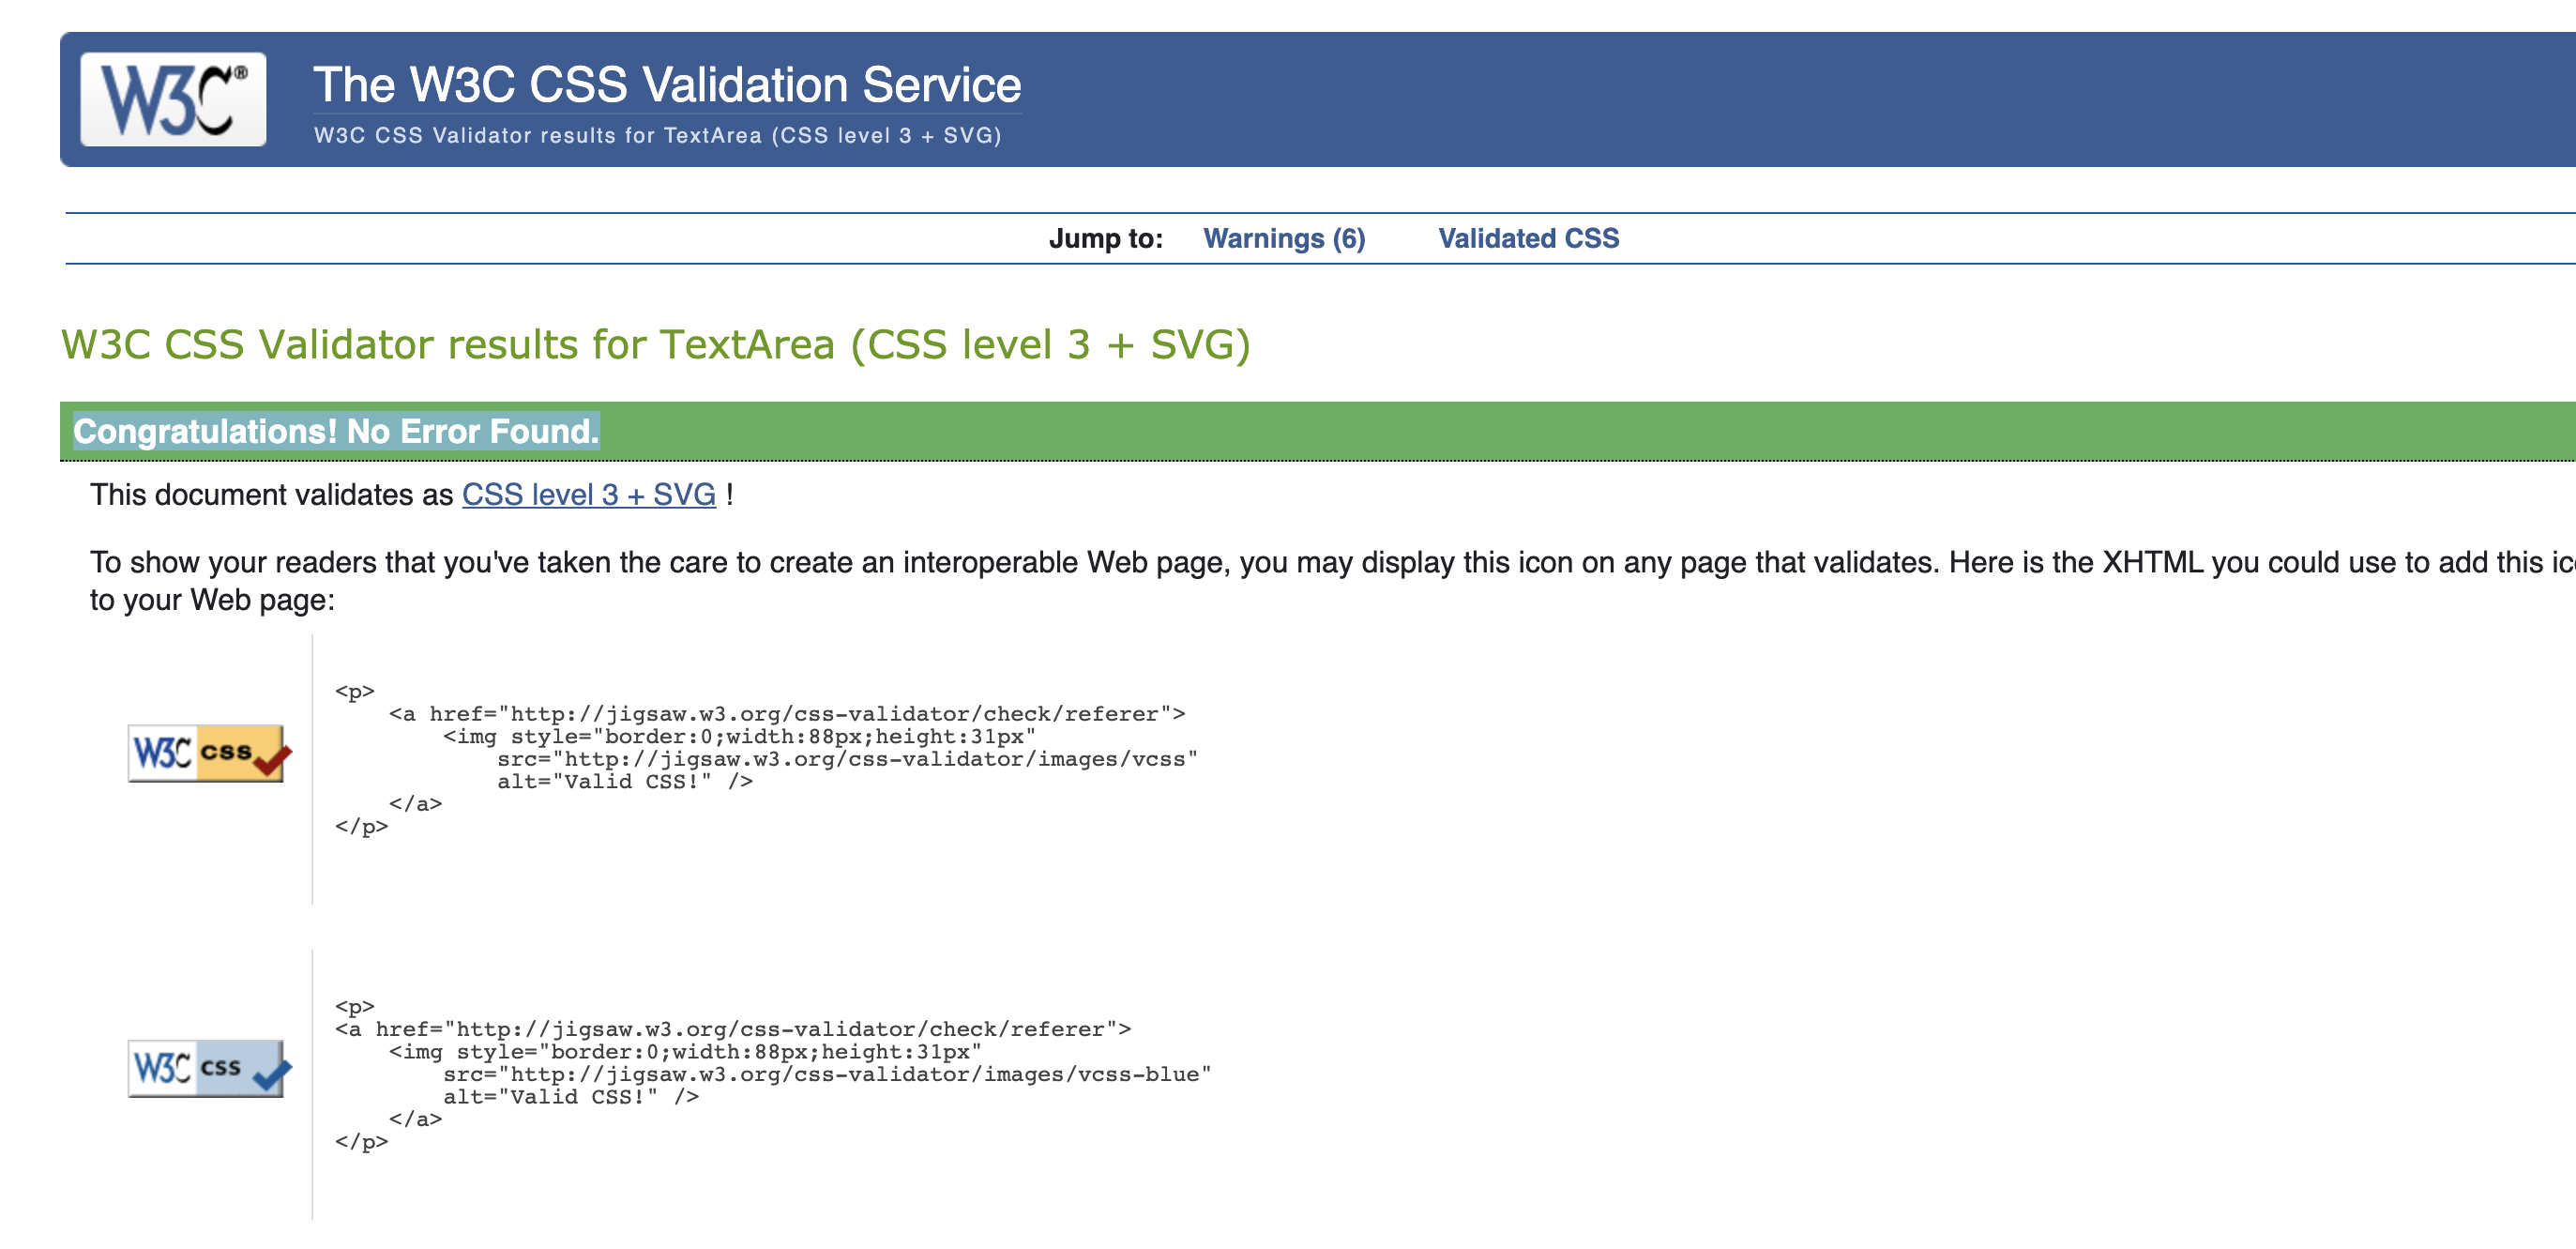 W3C®
The W3C CSS Validation Service
W3C CSS Validator results for TextArea (CSS level 3 + SVG)
Jump to: Warnings (6) Validated CSS
W3C CSS Validator results for TextArea (CSS level 3 + SVG)
Congratulations! No Error Found.
This document validates as CSS level 3 + SVG !
To show your readers that you've taken the care to create an interoperable Web page, you may display this icon on any page that validates. Here is the XHTML you could use to add this
to your Web page:
W3C css
<p>
    <a href="http://jigsaw.w3.org/css-validator/check/referer">
        <img style="border:0;width:88px;height:31px"
            src="http://jigsaw.w3.org/css-validator/images/vcss"
            alt="Valid CSS!" />
    </a>
</p>
W3C css
<p>
<a href="http://jigsaw.w3.org/css-validator/check/referer">
    <img style="border:0;width:88px;height:31px"
        src="http://jigsaw.w3.org/css-validator/images/vcss-blue"
        alt="Valid CSS!" />
    </a>
</p>